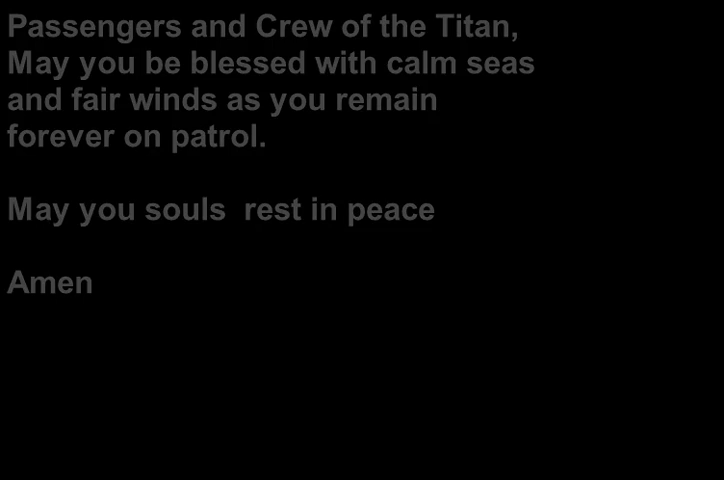 Passengers and Crew of the Titan,
May you be blessed with calm seas
and fair winds as you remain
forever on patrol.
May you souls  rest in peace
Amen